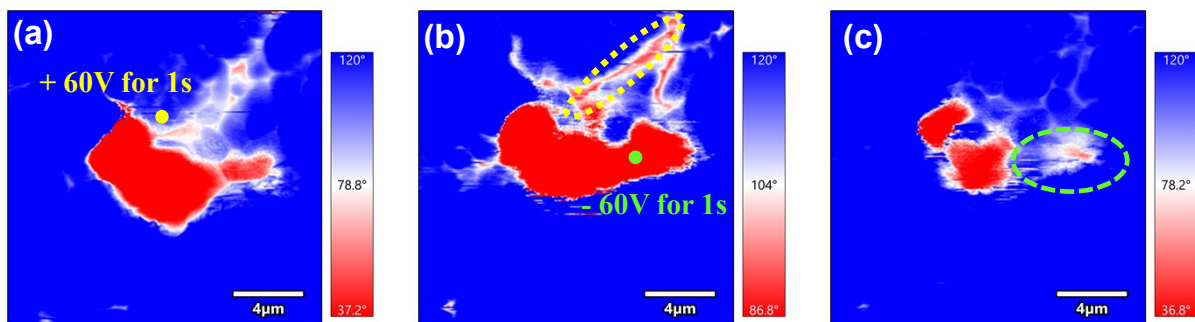 (a)
+ 60V for 1s
4μm
120°
78.8°
37.2°
(b)
- 60V for 1s
4μm
120°
104°
86.8°
(c)
4μm
120°
78.2°
36.8°